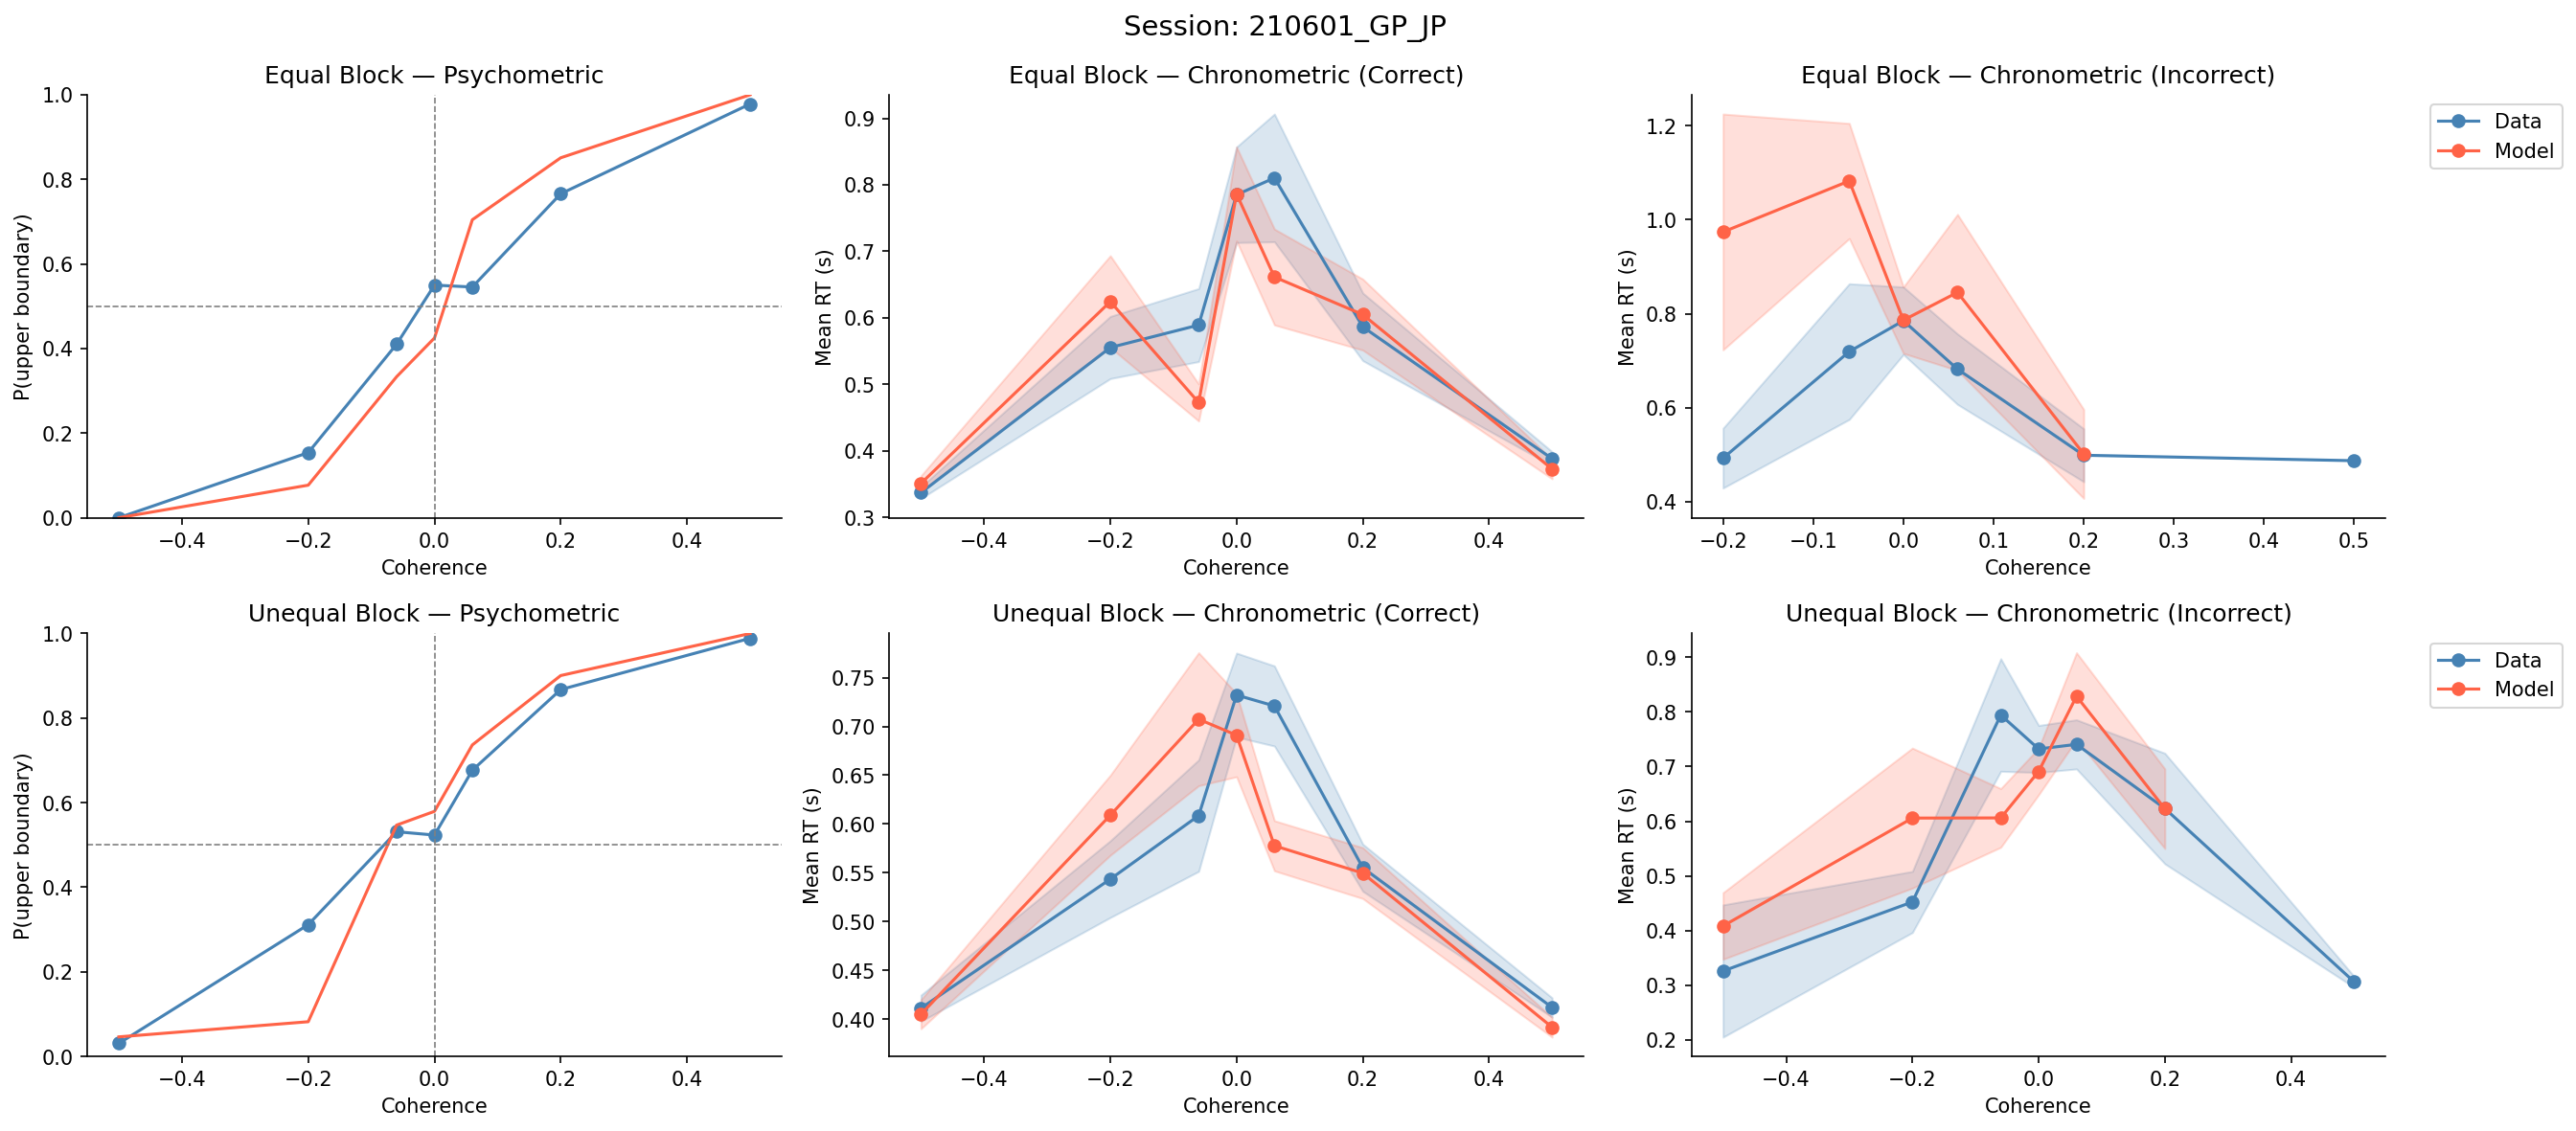 Session: 210601_GP_JP
Equal Block — Psychometric
Equal Block — Chronometric (Correct)
Equal Block — Chronometric (Incorrect)
P(upper boundary)
1.0
0.8
0.6
0.4
0.2
0.0
−0.4 −0.2 0.0 0.2 0.4
Coherence
Mean RT (s)
0.9
0.8
0.7
0.6
0.5
0.4
0.3
−0.4 −0.2 0.0 0.2 0.4
Coherence
Mean RT (s)
1.2
1.0
0.8
0.6
0.4
−0.2 −0.1 0.0 0.1 0.2 0.3 0.4 0.5
Coherence
Data
Model
Unequal Block — Psychometric
Unequal Block — Chronometric (Correct)
Unequal Block — Chronometric (Incorrect)
P(upper boundary)
1.0
0.8
0.6
0.4
0.2
0.0
−0.4 −0.2 0.0 0.2 0.4
Coherence
Mean RT (s)
0.75
0.70
0.65
0.60
0.55
0.50
0.45
0.40
−0.4 −0.2 0.0 0.2 0.4
Coherence
Mean RT (s)
0.9
0.8
0.7
0.6
0.5
0.4
0.3
0.2
−0.4 −0.2 0.0 0.2 0.4
Coherence
Data
Model